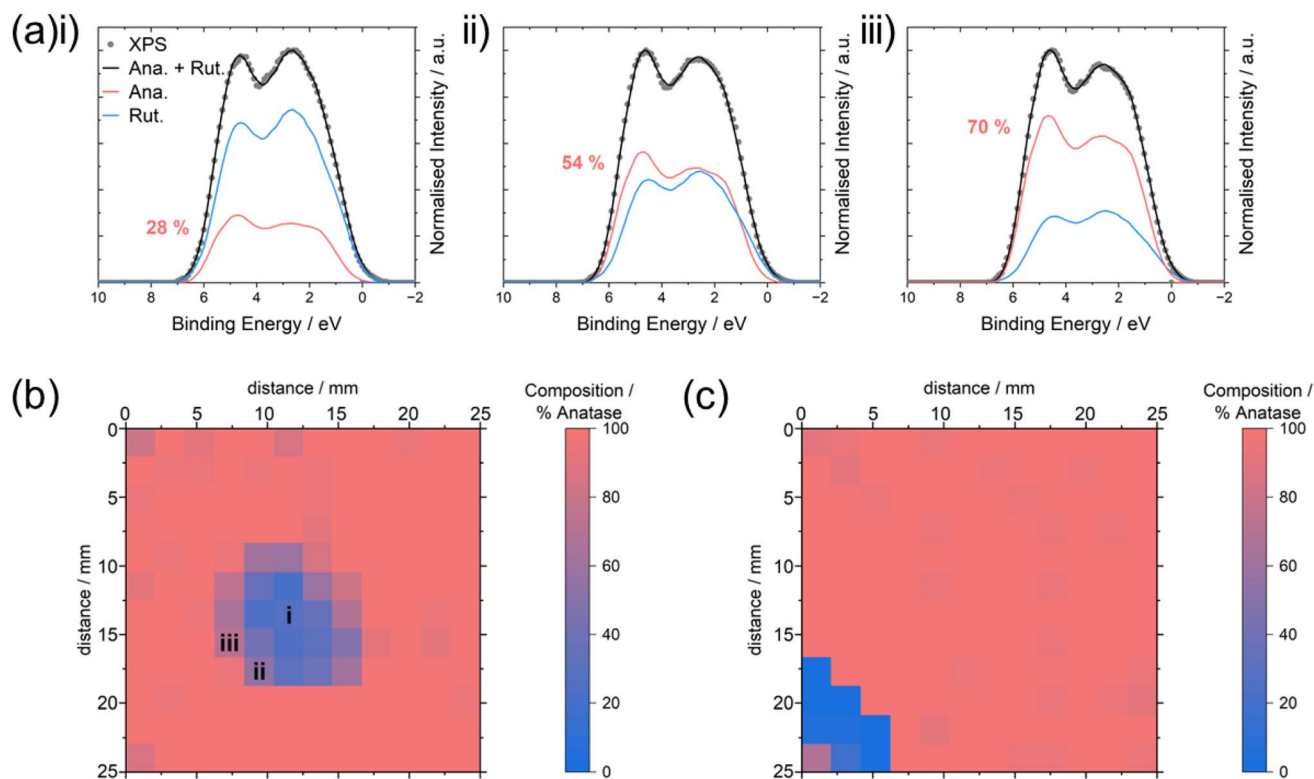 (a)i)
XPS
Ana. + Rut.
Ana.
Rut.
28 %
10 8 6 4 2 0 −2
Binding Energy / eV
Normalised Intensity / a.u.
ii)
54 %
10 8 6 4 2 0 −2
Binding Energy / eV
Normalised Intensity / a.u.
iii)
70 %
10 8 6 4 2 0 −2
Binding Energy / eV
Normalised Intensity / a.u.
(b)
distance / mm
0 5 10 15 20 25
distance / mm
0
5
10
15
20
25
i
iii
ii
Composition /
% Anatase
100
80
60
40
20
0
(c)
distance / mm
0 5 10 15 20 25
distance / mm
0
5
10
15
20
25
Composition /
% Anatase
100
80
60
40
20
0